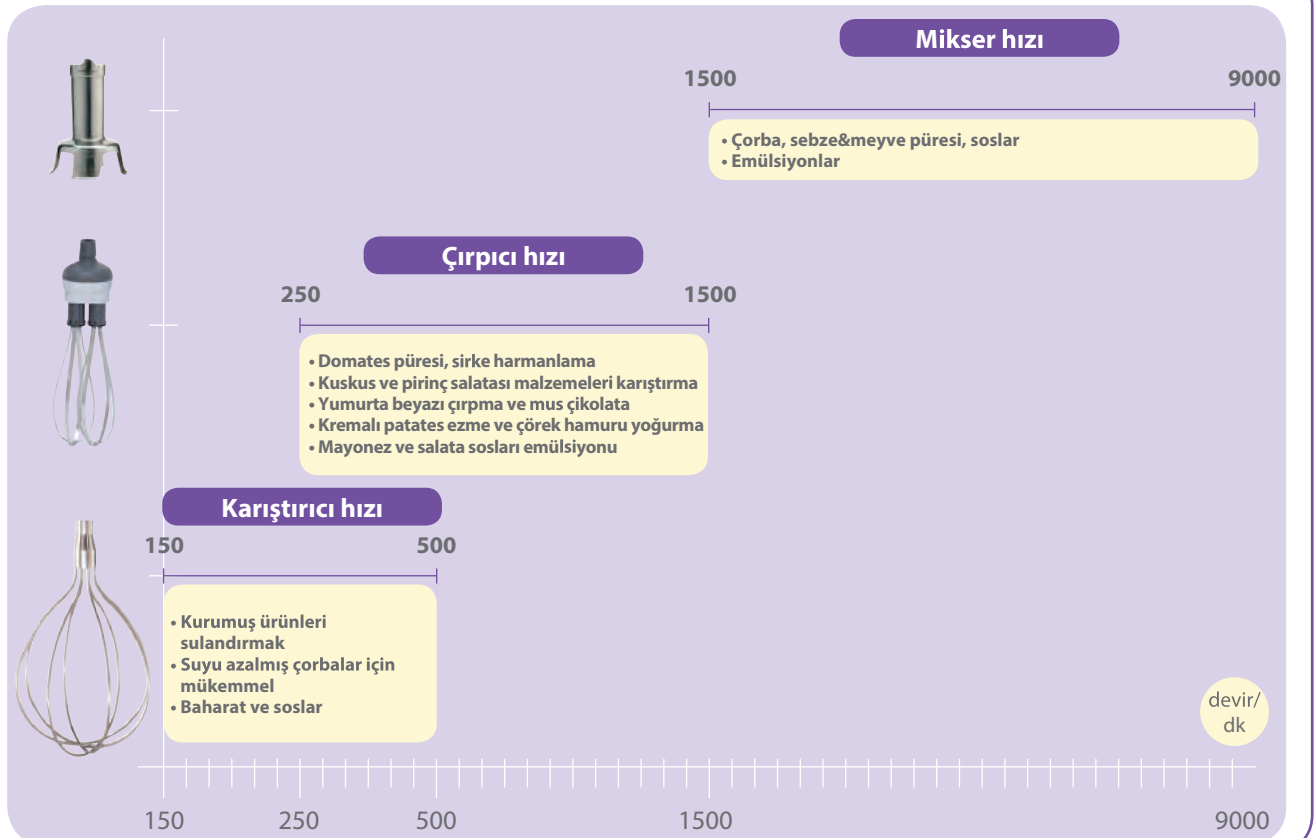 Mikser hızı
1500 9000
• Çorba, sebze&meyve püresi, soslar
• Emülsiyonlar
Çırpıcı hızı
250 1500
• Domates püresi, sirke harmanlama
• Kuskus ve pirinç salatası malzemeleri karıştırma
• Yumurta beyazı çırpma ve mus çikolata
• Kremalı patates ezme ve çörek hamuru yoğurma
• Mayonez ve salata sosları emülsiyonu
Karıştırıcı hızı
150 500
• Kurumuş ürünleri
sulandırmak
• Suyu azalmış çorbalar için
mükemmel
• Baharat ve soslar
devir/
dk
150 250 500 1500 9000